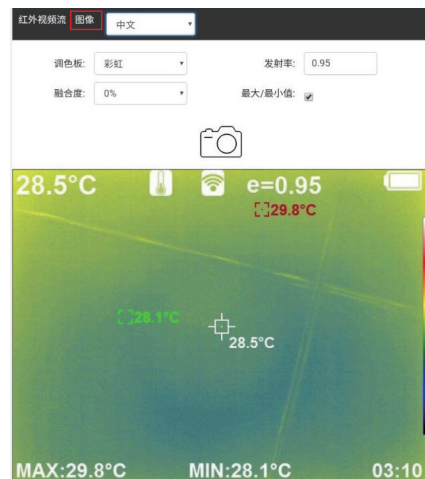 红外视频流 图像 中文
调色板: 彩虹 发射率: 0.95
融合度: 0% 最大/最小值:
28.5°C e=0.95
29.8°C
28.1°C
28.5°C
MAX:29.8°C MIN:28.1°C 03:10